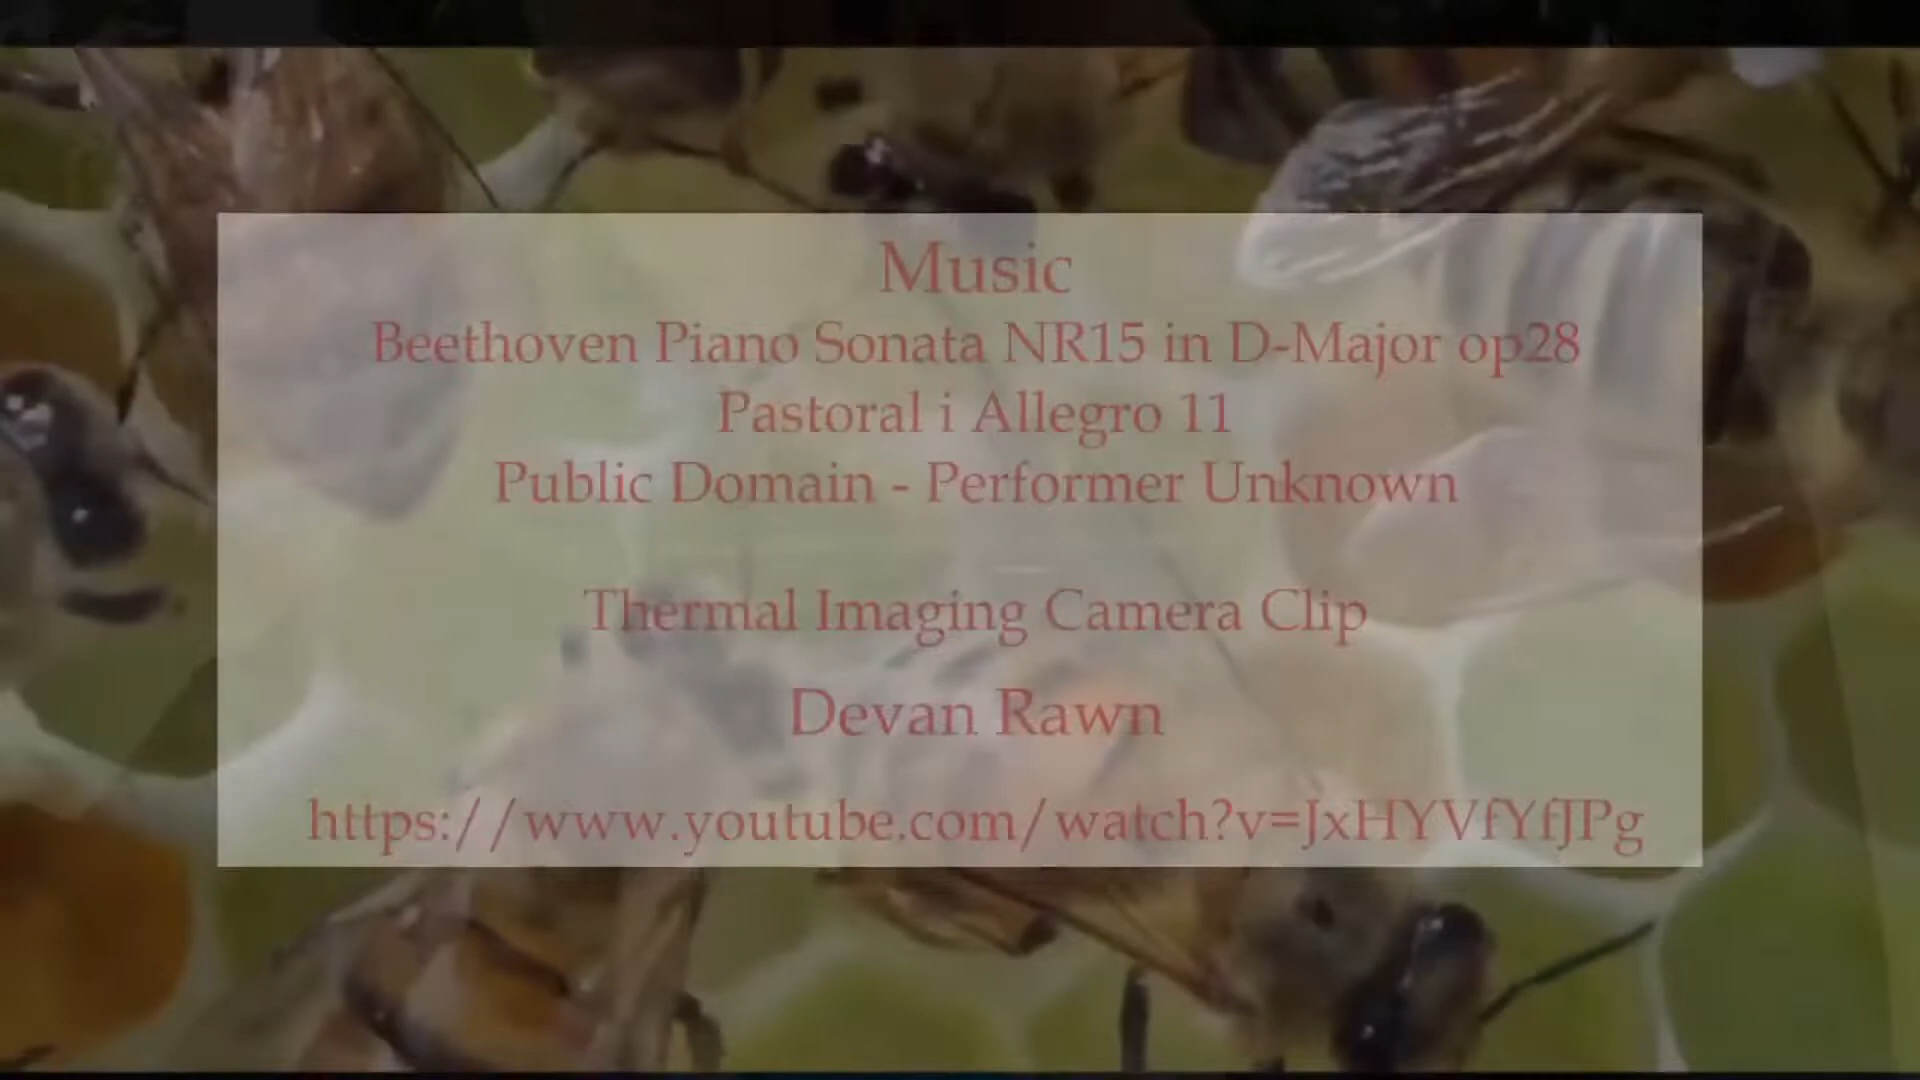 Music
Beethoven Piano Sonata NR15 in D-Major op28
Pastoral i Allegro 11
Public Domain - Performer Unknown
Thermal Imaging Camera Clip
Devan Rawn
https://www.youtube.com/watch?v=JxHYVfYfJPg